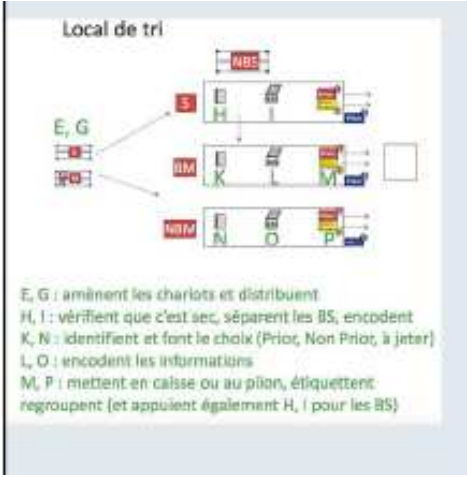 Local de tri
NBS
S
H I
E, G
BM
K L M
NBM
N O P
E, G : amènent les chariots et distribuent
H, I : vérifient que c'est sec, séparent les BS, encodent
K, N : identifient et font le choix (Prior, Non Prior, à jeter)
L, O : encodent les informations
M, P : mettent en caisse ou au pilon, étiquettent
regroupent (et appuient également H, I pour les BS)